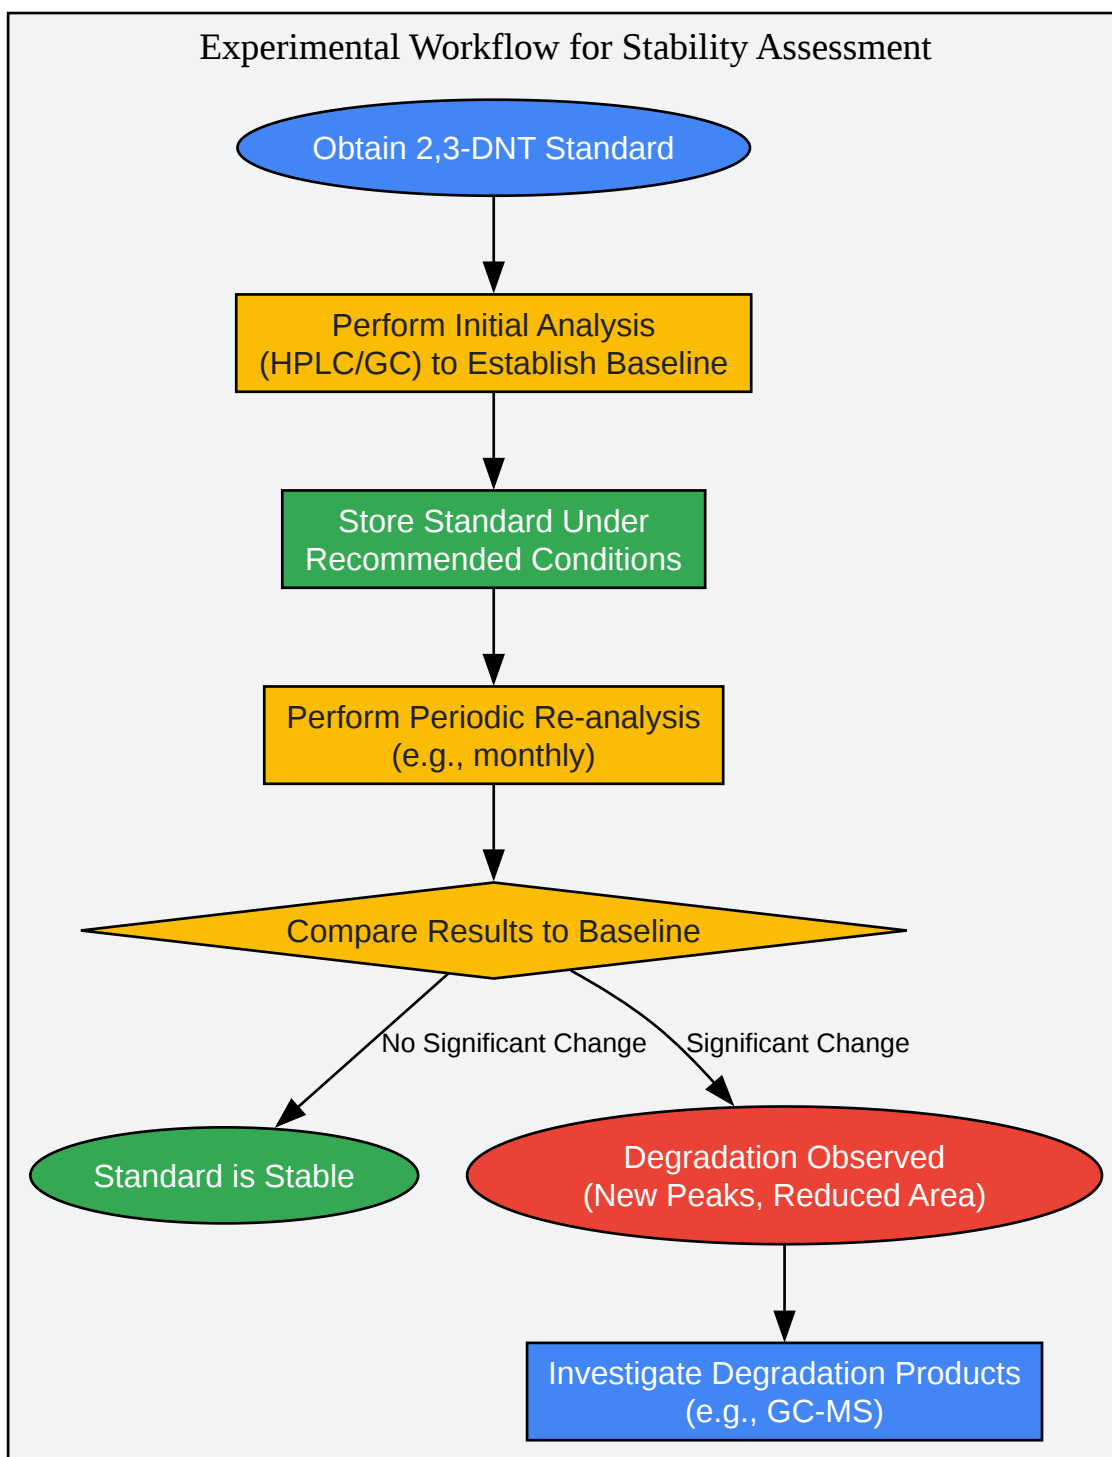 Experimental Workflow for Stability Assessment
Obtain 2,3-DNT Standard
Perform Initial Analysis
(HPLC/GC) to Establish Baseline
Store Standard Under
Recommended Conditions
Perform Periodic Re-analysis
(e.g., monthly)
Compare Results to Baseline
No Significant Change
Significant Change
Standard is Stable
Degradation Observed
(New Peaks, Reduced Area)
Investigate Degradation Products
(e.g., GC-MS)